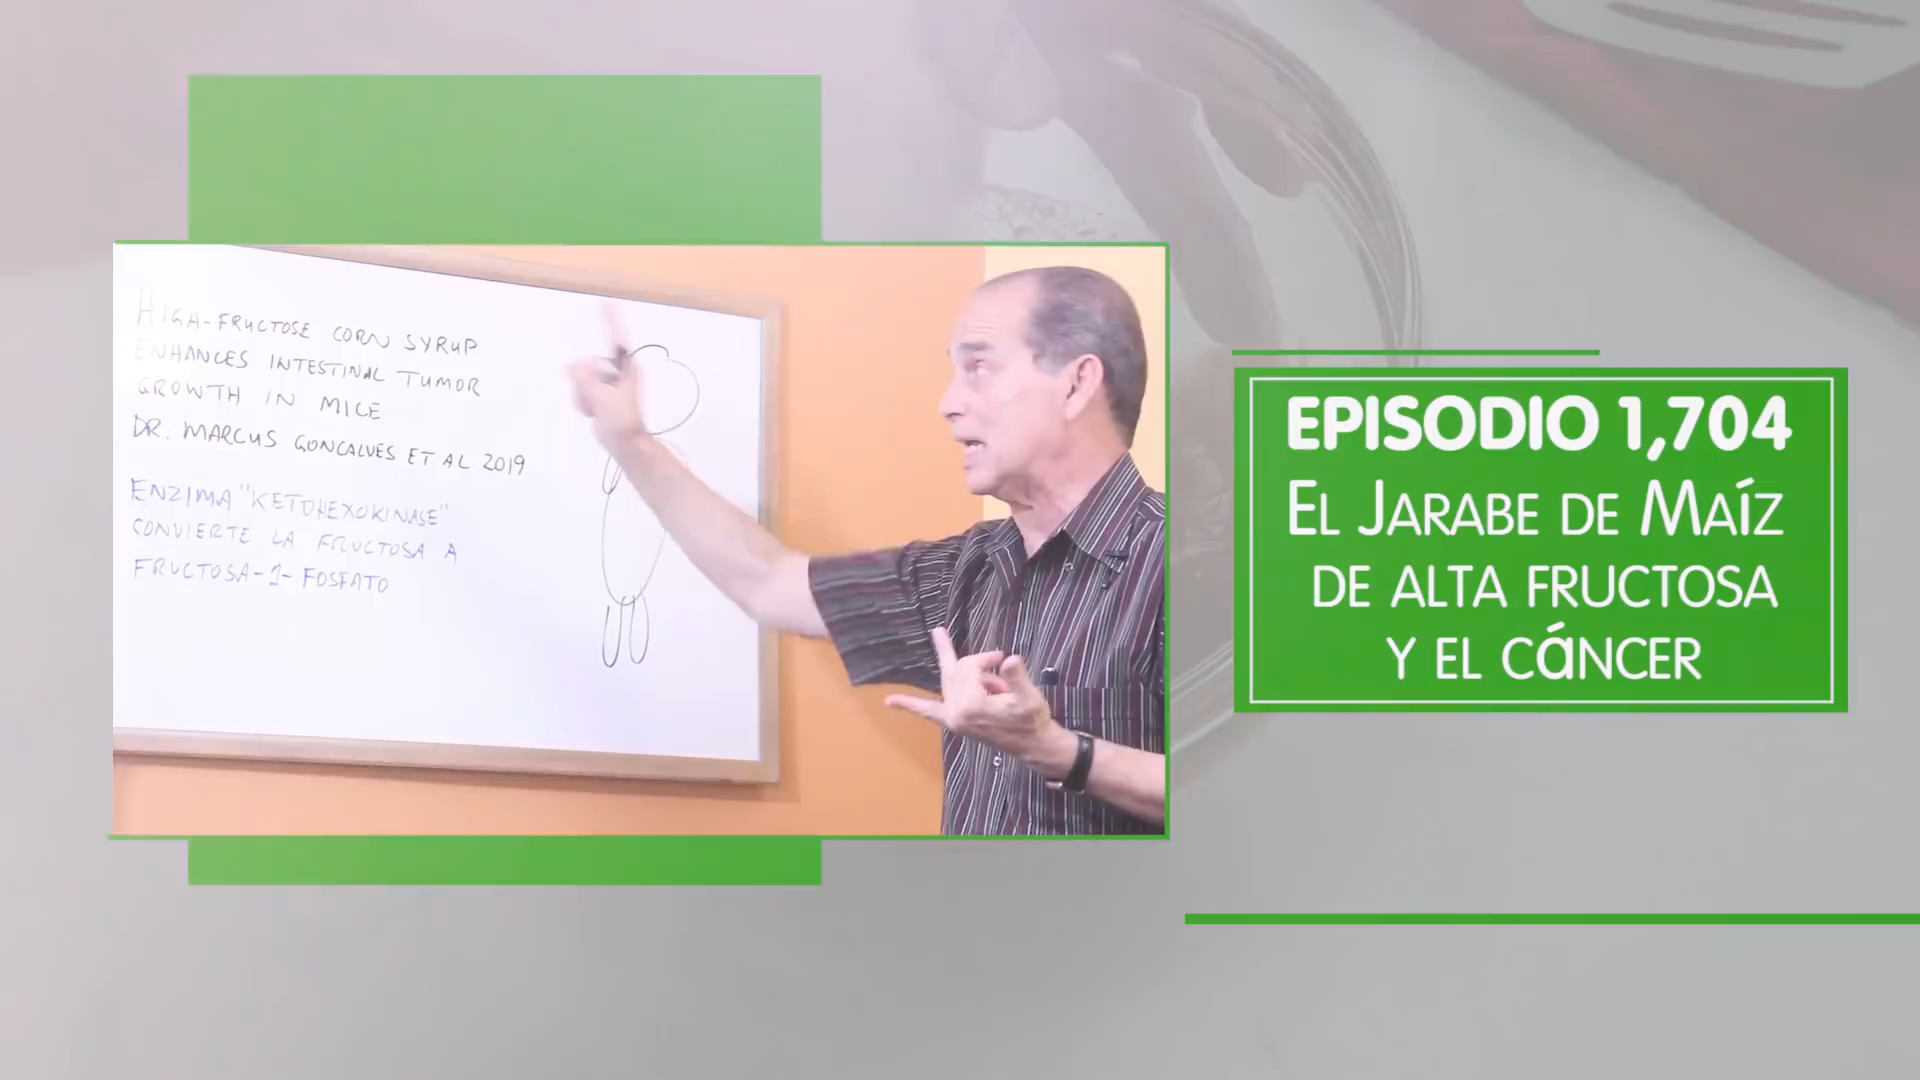 HIGH-FRUCTOSE CORN SYRUP
ENHANCES INTESTINAL TUMOR
GROWTH IN MICE
DR. MARCUS GONCALVES ET AL 2019
ENZIMA "KETOHEXOKINASE"
CONVIERTE LA FRUCTOSA A
FRUCTOSA-1-FOSFATO
EPISODIO 1,704
EL JARABE DE MAÍZ
DE ALTA FRUCTOSA
Y EL CÁNCER